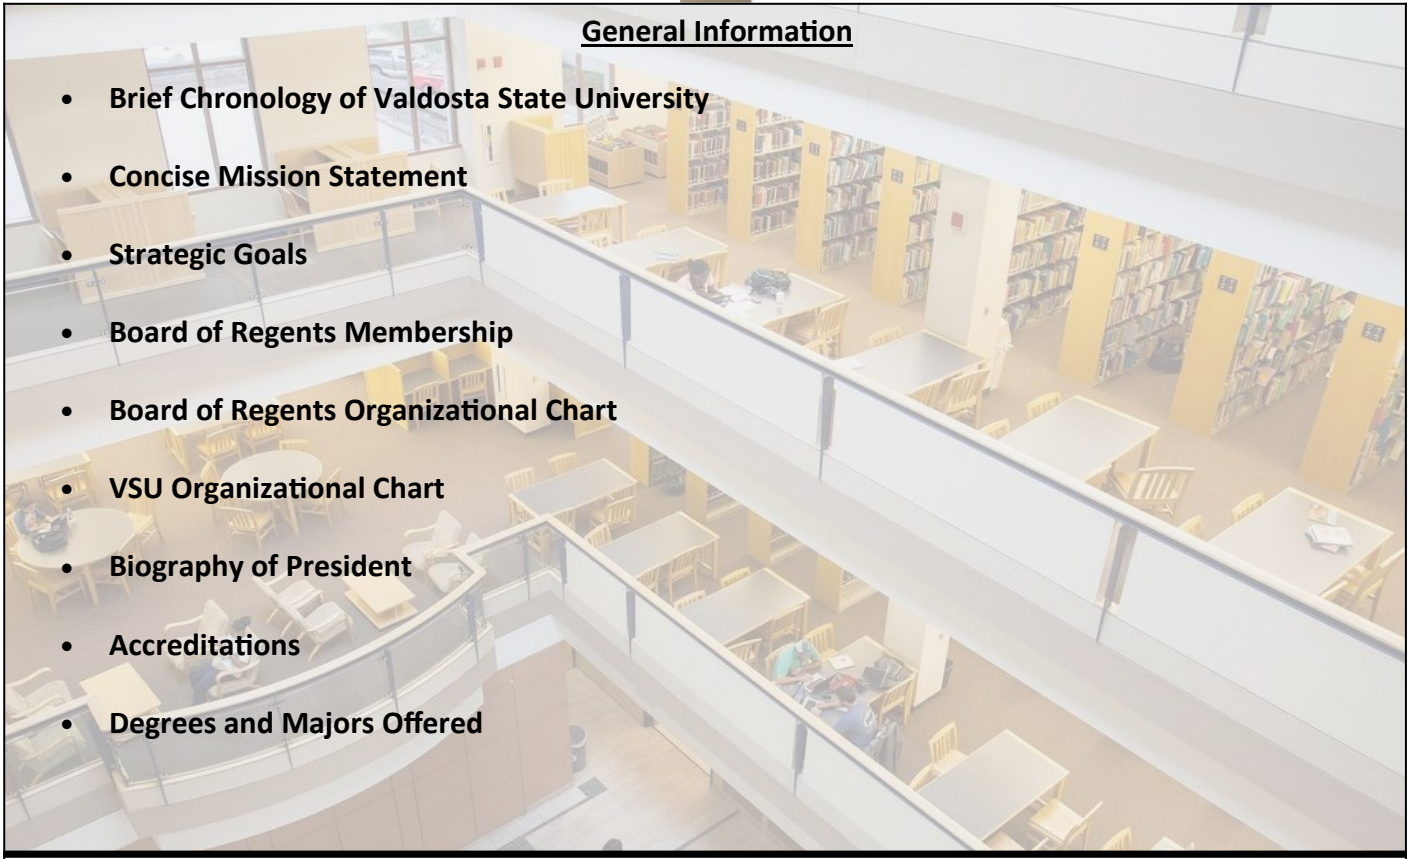 General Information
• Brief Chronology of Valdosta State University
• Concise Mission Statement
• Strategic Goals
• Board of Regents Membership
• Board of Regents Organizational Chart
• VSU Organizational Chart
• Biography of President
• Accreditations
• Degrees and Majors Offered